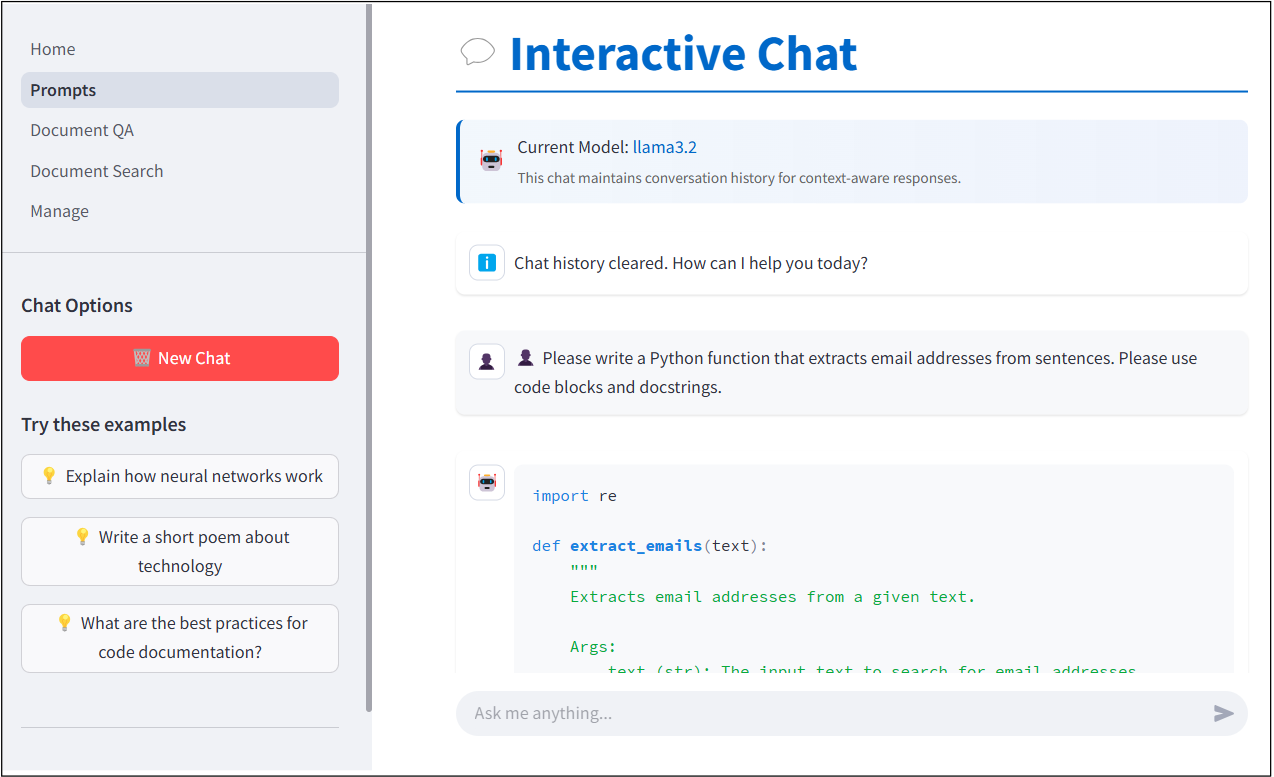 Home
Prompts
Document QA
Document Search
Manage
Chat Options
New Chat
Try these examples
Explain how neural networks work
Write a short poem about
technology
What are the best practices for
code documentation?
Interactive Chat
Current Model: llama3.2
This chat maintains conversation history for context-aware responses.
Chat history cleared. How can I help you today?
Please write a Python function that extracts email addresses from sentences. Please use
code blocks and docstrings.
import re
def extract_emails(text):
"""
Extracts email addresses from a given text.
Args:
text (str): The input text to search for email addresses
Ask me anything...